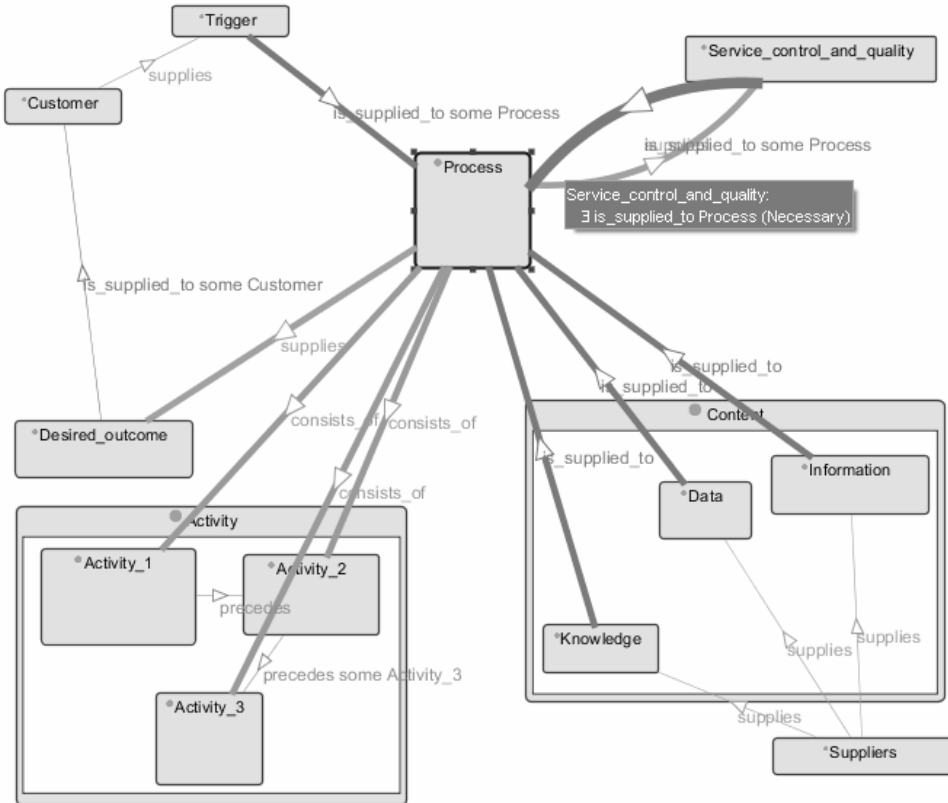 Trigger
Service_control_and_quality
supplies
Customer
is_supplied_to some Process
is_supplied_to some Process
Process
Service_control_and_quality:
∃ is_supplied_to Process (Necessary)
is_supplied_to some Customer
supplies
is_supplied_to
is_supplied_to
consists_of
consists_of
Content
Desired_outcome
is_supplied_to
Information
consists_of
Data
Activity
Activity_1
Activity_2
precedes
Knowledge
supplies
supplies
precedes some Activity_3
Activity_3
supplies
Suppliers